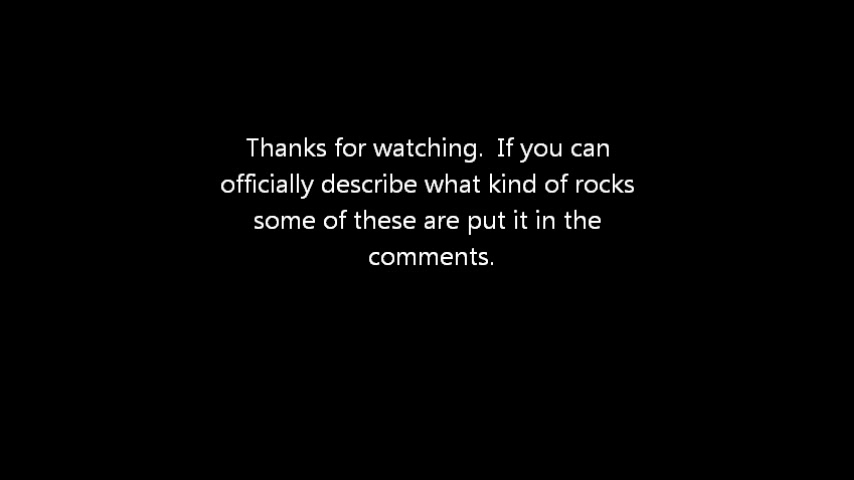 Thanks for watching.  If you can
officially describe what kind of rocks
some of these are put it in the
comments.